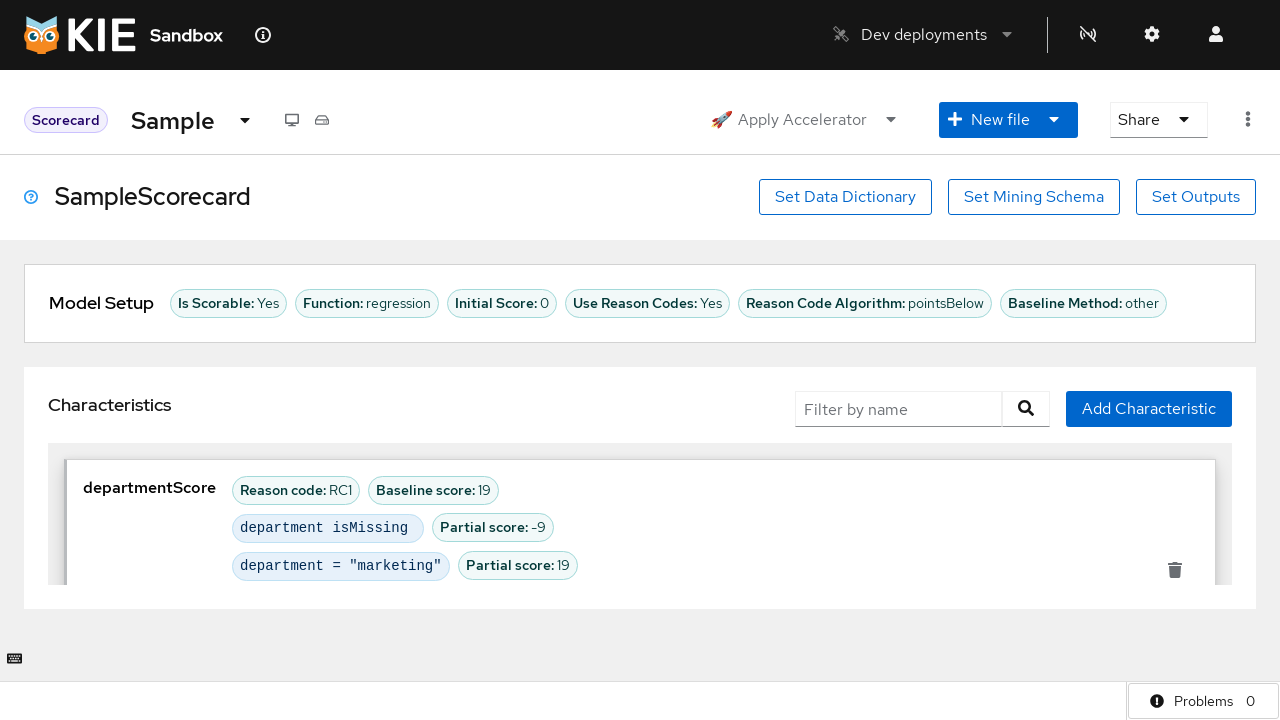 KIE Sandbox Dev deployments
Scorecard Sample 🚀 Apply Accelerator New file Share
SampleScorecard Set Data Dictionary Set Mining Schema Set Outputs
Model Setup Is Scorable: Yes Function: regression Initial Score: 0 Use Reason Codes: Yes Reason Code Algorithm: pointsBelow Baseline Method: other
Characteristics Filter by name Add Characteristic
departmentScore Reason code: RC1 Baseline score: 19
department isMissing Partial score: -9
department = "marketing" Partial score: 19
Problems 0